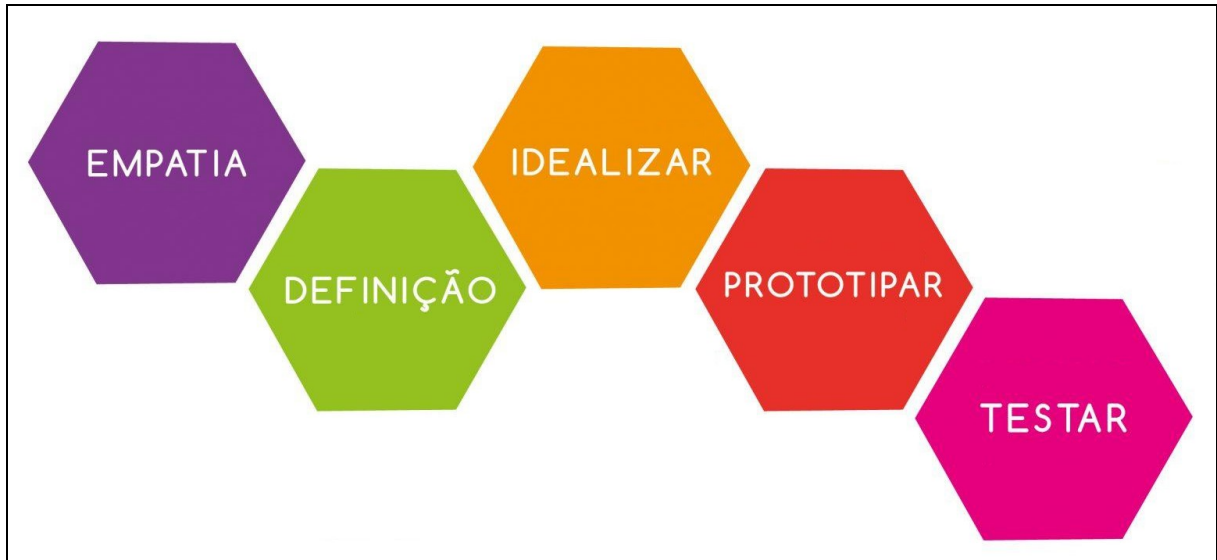 EMPATIA
DEFINIÇÃO
IDEALIZAR
PROTOTIPAR
TESTAR